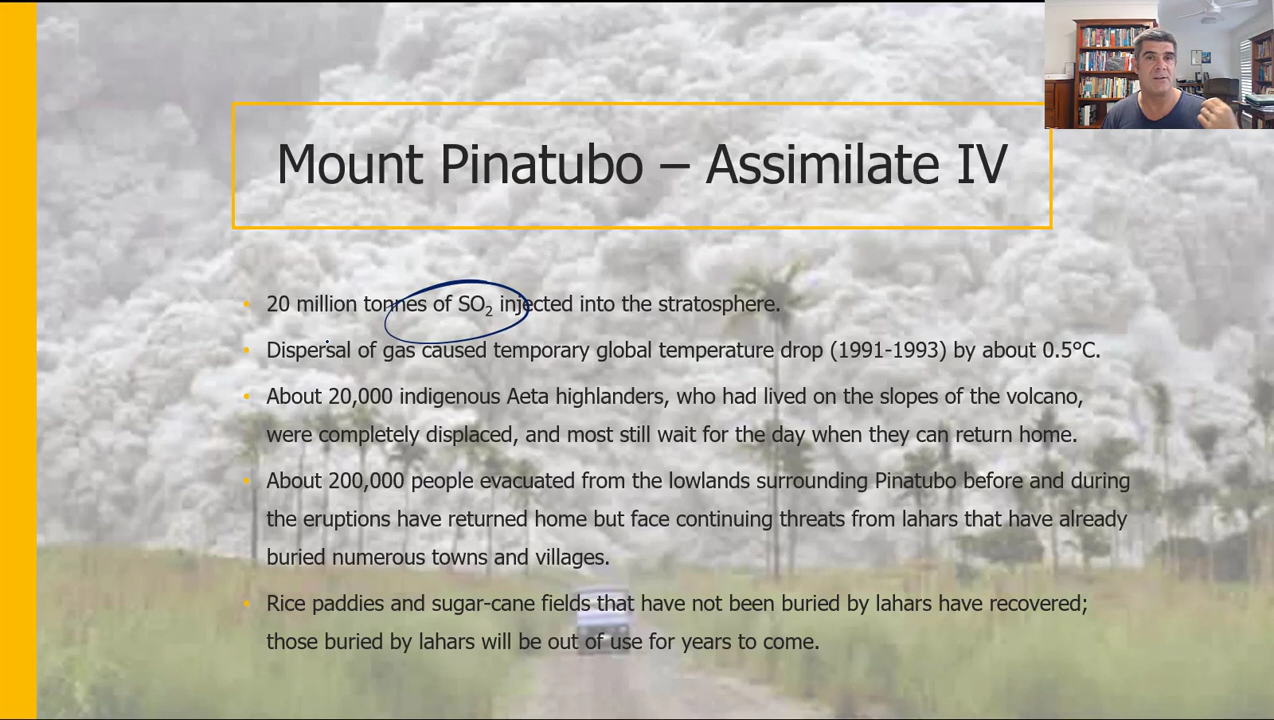 Mount Pinatubo – Assimilate IV
• 20 million tonnes of SO₂ injected into the stratosphere.
• Dispersal of gas caused temporary global temperature drop (1991-1993) by about 0.5°C.
• About 20,000 indigenous Aeta highlanders, who had lived on the slopes of the volcano,
were completely displaced, and most still wait for the day when they can return home.
• About 200,000 people evacuated from the lowlands surrounding Pinatubo before and during
the eruptions have returned home but face continuing threats from lahars that have already
buried numerous towns and villages.
• Rice paddies and sugar-cane fields that have not been buried by lahars have recovered;
those buried by lahars will be out of use for years to come.